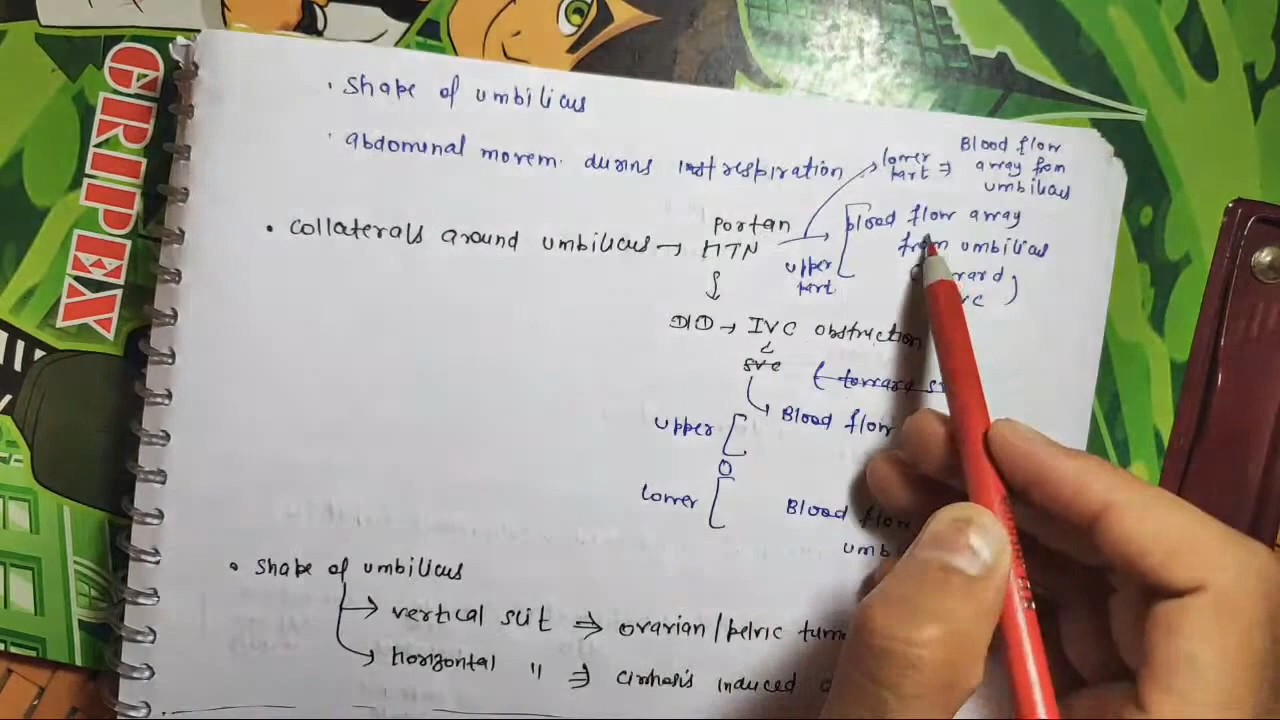 GRIPEX
• Shape of umbilicus
• abdominal movem. during respiration
lower part ⇒ Blood flow
away from
umbilicus
• Collaterals around umbilicus → Portan
HTN
upper
part
blood flow away
from umbilicus
DID → IVC obstruction
SVC
Blood flow
upper
lower
Blood flow
umb
• Shape of umbilicus
→ vertical slit ⇒ ovarian/pelvic tum
→ horizontal " ⇒ cirrhosis induced